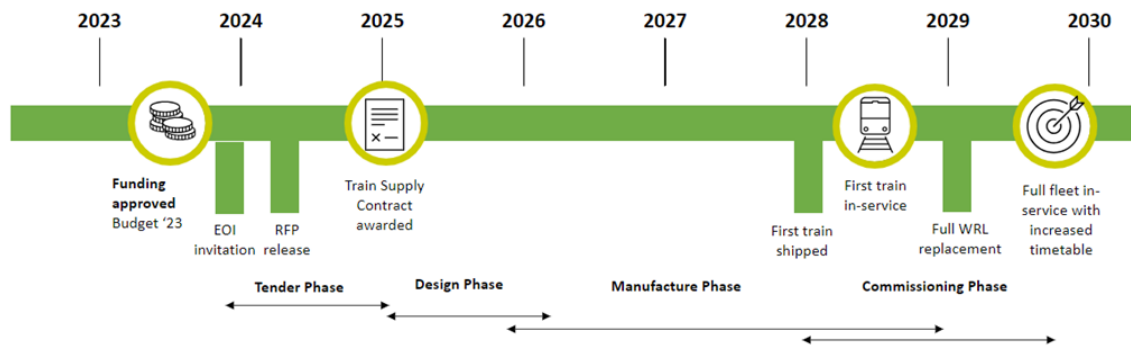 2023 2024 2025 2026 2027 2028 2029 2030
Funding
approved
Budget '23
EOI
invitation
RFP
release
Train Supply
Contract
awarded
First train
shipped
First train
in-service
Full WRL
replacement
Full fleet in-
service with
increased
timetable
Tender Phase
Design Phase
Manufacture Phase
Commissioning Phase